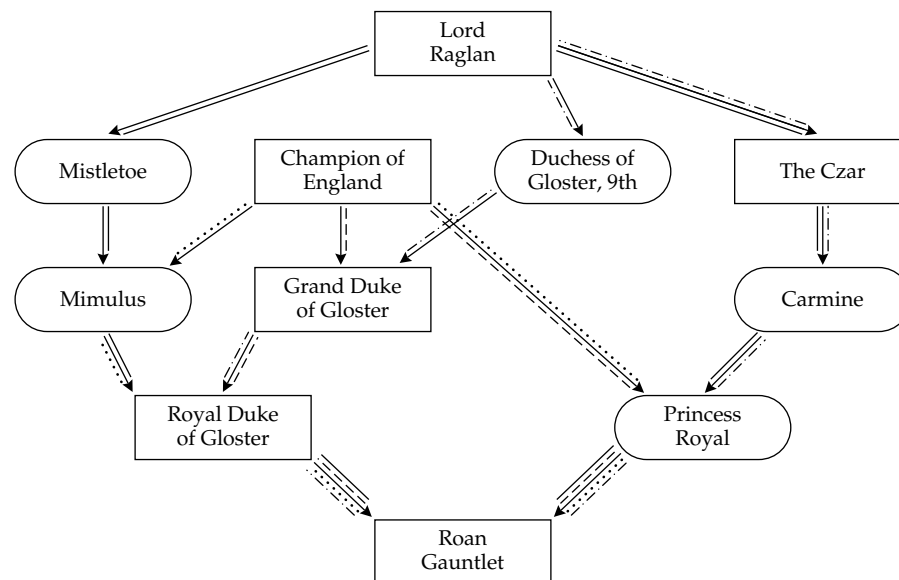 Lord
Raglan
Mistletoe
Champion of
England
Duchess of
Gloster, 9th
The Czar
Mimulus
Grand Duke
of Gloster
Carmine
Royal Duke
of Gloster
Princess
Royal
Roan
Gauntlet